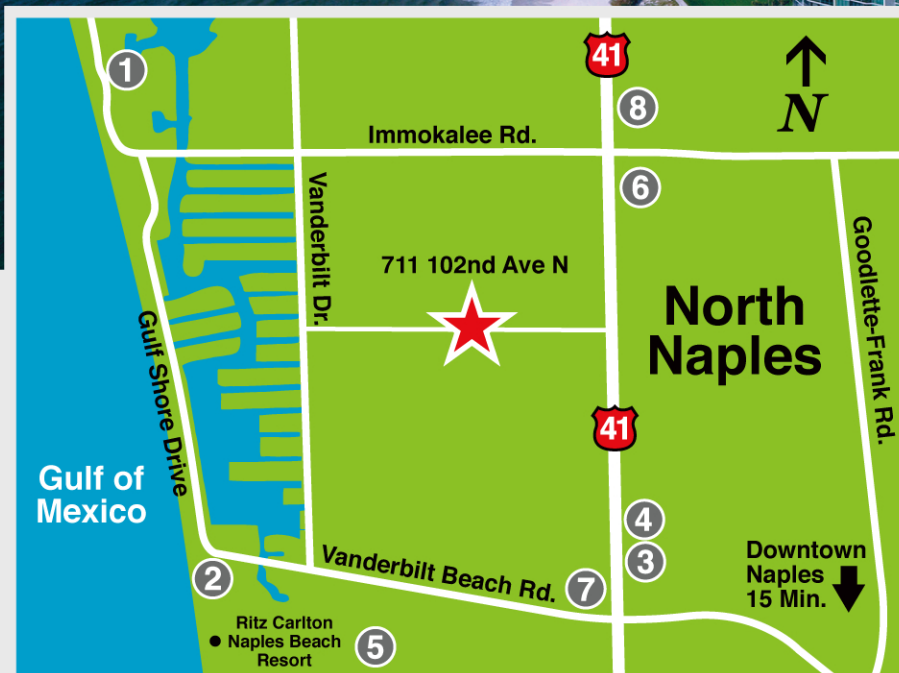 1
41
8
N
Immokalee Rd.
6
Vanderbilt Dr.
711 102nd Ave N
Goodlette-Frank Rd.
North
Naples
Gulf Shore Drive
41
Gulf of
Mexico
4
3
Downtown
Naples
15 Min.
2
Vanderbilt Beach Rd.
7
Ritz Carlton
Naples Beach
Resort
5